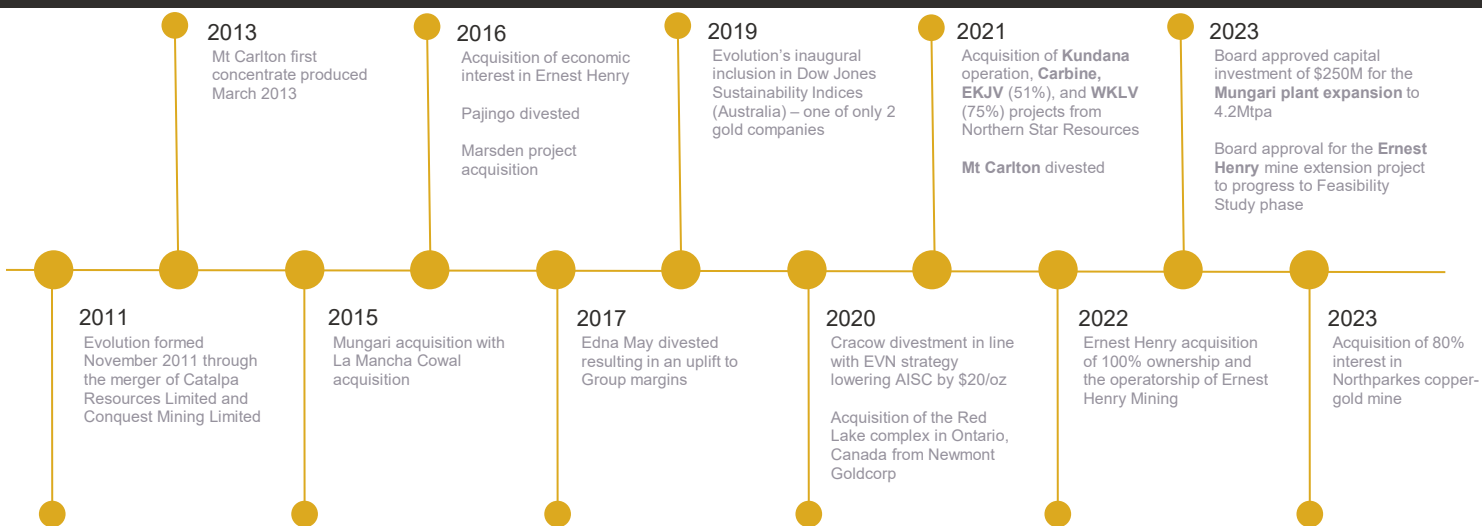 2013
Mt Carlton first
concentrate produced
March 2013
2016
Acquisition of economic
interest in Ernest Henry
Pajingo divested
Marsden project
acquisition
2019
Evolution's inaugural
inclusion in Dow Jones
Sustainability Indices
(Australia) – one of only 2
gold companies
2021
Acquisition of Kundana
operation, Carbine,
EKJV (51%), and WKLV
(75%) projects from
Northern Star Resources
Mt Carlton divested
2023
Board approved capital
investment of $250M for the
Mungari plant expansion to
4.2Mtpa
Board approval for the Ernest
Henry mine extension project
to progress to Feasibility
Study phase
2011
Evolution formed
November 2011 through
the merger of Catalpa
Resources Limited and
Conquest Mining Limited
2015
Mungari acquisition with
La Mancha Cowal
acquisition
2017
Edna May divested
resulting in an uplift to
Group margins
2020
Cracow divestment in line
with EVN strategy
lowering AISC by $20/oz
Acquisition of the Red
Lake complex in Ontario,
Canada from Newmont
Goldcorp
2022
Ernest Henry acquisition
of 100% ownership and
the operatorship of Ernest
Henry Mining
2023
Acquisition of 80%
interest in
Northparkes copper-
gold mine